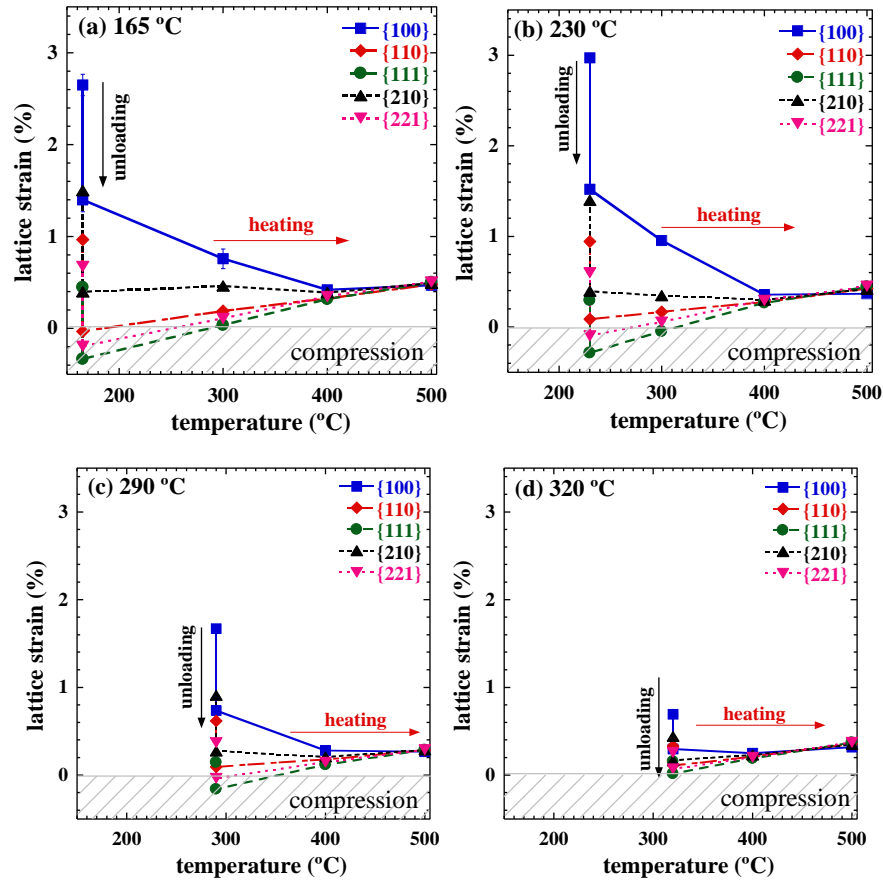 (a) 165 ºC
{100}
{110}
{111}
{210}
{221}
unloading
heating
compression
3
2
1
0
lattice strain (%)
200 300 400 500
temperature (ºC)
(b) 230 ºC
{100}
{110}
{111}
{210}
{221}
unloading
heating
compression
3
2
1
0
lattice strain (%)
200 300 400 500
temperature (ºC)
(c) 290 ºC
{100}
{110}
{111}
{210}
{221}
unloading
heating
compression
3
2
1
0
lattice strain (%)
200 300 400 500
temperature (ºC)
(d) 320 ºC
{100}
{110}
{111}
{210}
{221}
unloading
heating
compression
3
2
1
0
lattice strain (%)
200 300 400 500
temperature (ºC)